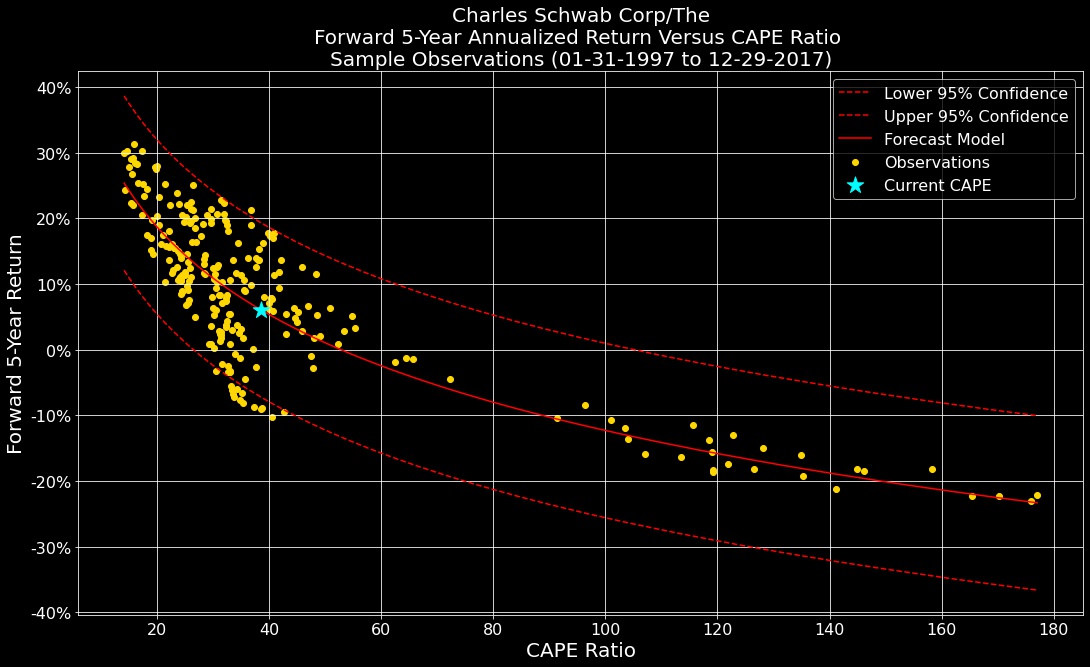 Charles Schwab Corp/The
Forward 5-Year Annualized Return Versus CAPE Ratio
Sample Observations (01-31-1997 to 12-29-2017)
Lower 95% Confidence
Upper 95% Confidence
Forecast Model
Observations
Current CAPE
Forward 5-Year Return
40%
30%
20%
10%
0%
-10%
-20%
-30%
-40%
20 40 60 80 100 120 140 160 180
CAPE Ratio